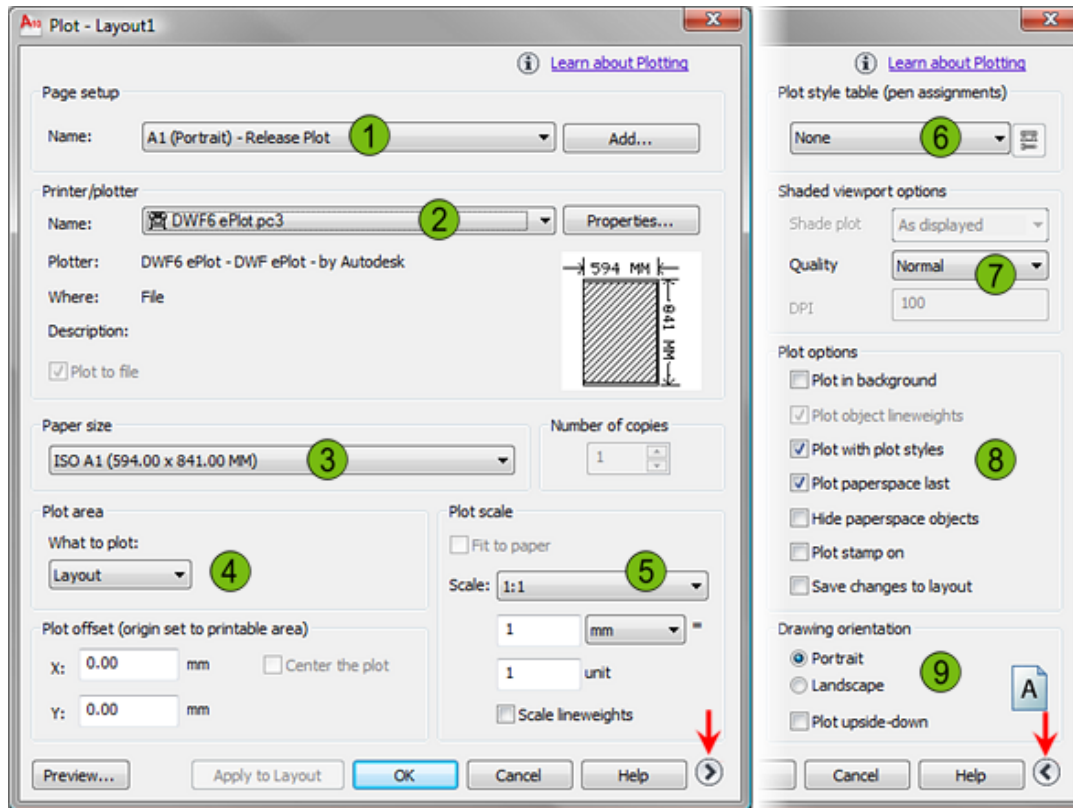 A10 Plot - Layout1
Learn about Plotting
Page setup
Name: A1 (Portrait) - Release Plot 1 Add...
Printer/plotter
Name: DWF6 ePlot.pc3 2 Properties...
Plotter: DWF6 ePlot - DWF ePlot - by Autodesk
Where: File
Description:
Plot to file
594 MM
841 MM
Paper size
ISO A1 (594.00 x 841.00 MM) 3
Number of copies
1
Plot area
What to plot:
Layout 4
Plot scale
Fit to paper
Scale: 1:1 5
1 mm =
1 unit
Scale lineweights
Plot offset (origin set to printable area)
X: 0.00 mm Center the plot
Y: 0.00 mm
Preview... Apply to Layout OK Cancel Help
Learn about Plotting
Plot style table (pen assignments)
None 6
Shaded viewport options
Shade plot As displayed
Quality Normal 7
DPI 100
Plot options
Plot in background
Plot object lineweights
Plot with plot styles
Plot paperspace last
8
Hide paperspace objects
Plot stamp on
Save changes to layout
Drawing orientation
Portrait
Landscape
9
A
Plot upside-down
Cancel Help